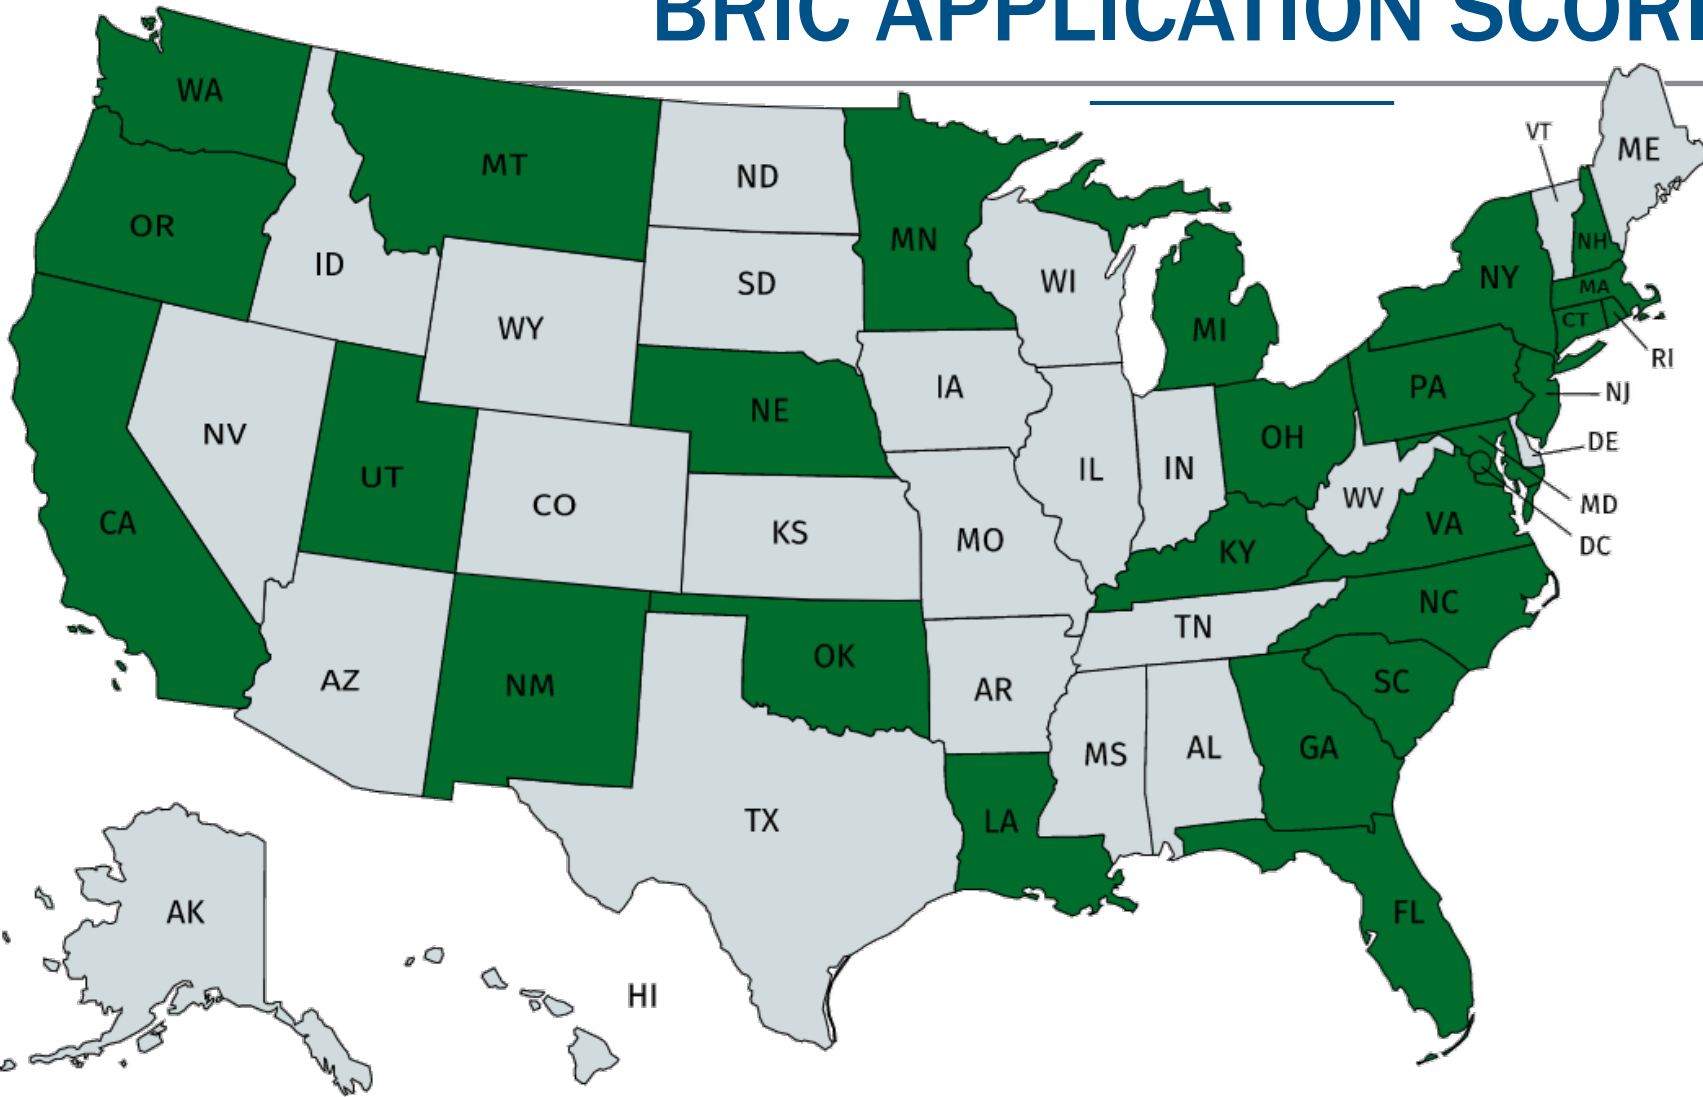 BRIC APPLICATION SCORI
WA
MT
ND
MN
VT
ME
OR
ID
SD
WI
NH
NY
MA
WY
MI
CT
RI
NE
IA
PA
NJ
NV
UT
CO
IL
IN
OH
DE
CA
KS
MO
WV
VA
MD
KY
DC
NC
TN
AZ
NM
OK
AR
SC
MS
AL
GA
TX
LA
AK
FL
HI